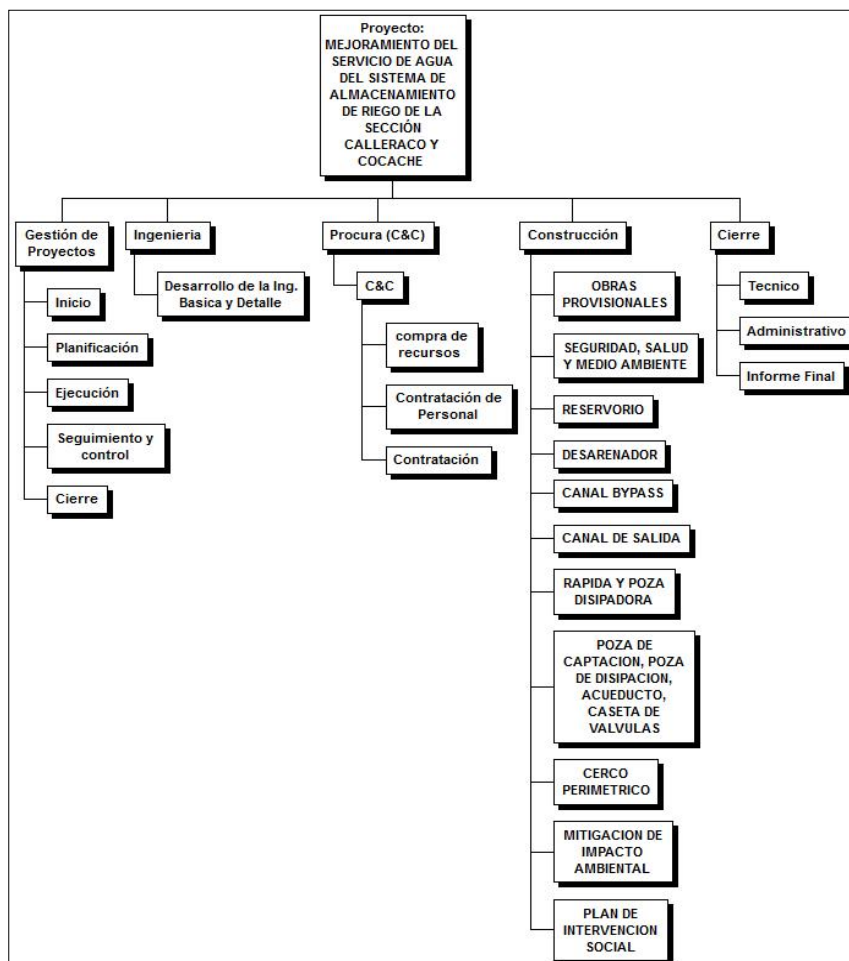 Proyecto:
MEJORAMIENTO DEL
SERVICIO DE AGUA
DEL SISTEMA DE
ALMACENAMIENTO
DE RIEGO DE LA
SECCIÓN
CALLERACO Y
COCACHE
Gestión de
Proyectos
Inicio
Planificación
Ejecución
Seguimiento y
control
Cierre
Ingenieria
Desarrollo de la Ing.
Basica y Detalle
Procura (C&C)
C&C
compra de
recursos
Contratación de
Personal
Contratación
Construcción
OBRAS
PROVISIONALES
SEGURIDAD, SALUD
Y MEDIO AMBIENTE
RESERVORIO
DESARENADOR
CANAL BYPASS
CANAL DE SALIDA
RAPIDA Y POZA
DISIPADORA
POZA DE
CAPTACION, POZA
DE DISIPACION,
ACUEDUCTO,
CASETA DE
VALVULAS
CERCO
PERIMETRICO
MITIGACION DE
IMPACTO
AMBIENTAL
PLAN DE
INTERVENCION
SOCIAL
Cierre
Tecnico
Administrativo
Informe Final